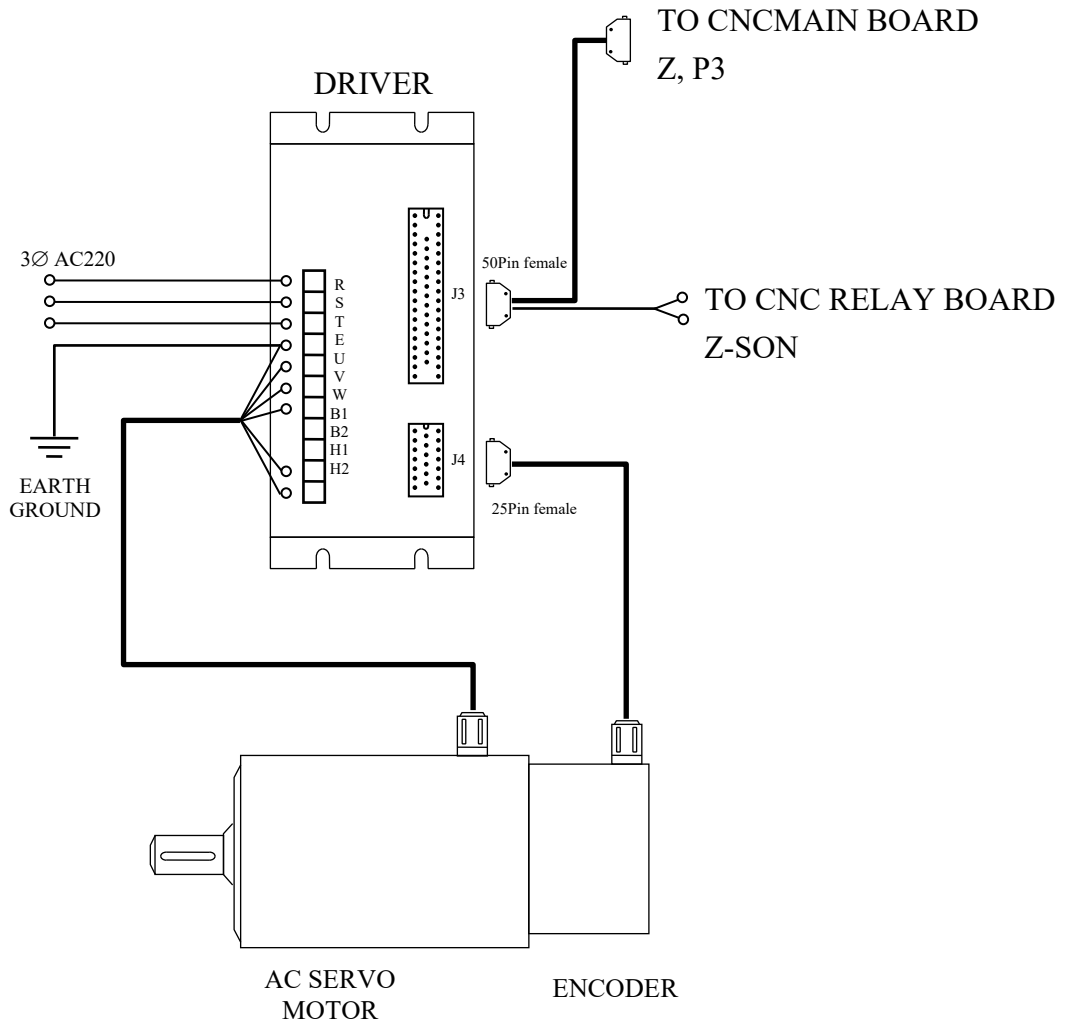 TO CNCMAIN BOARD
Z, P3
DRIVER
3∅ AC220
50Pin female
R
S
T
E
U
V
W
B1
B2
H1
H2
J3
TO CNC RELAY BOARD
Z-SON
J4
25Pin female
EARTH
GROUND
AC SERVO
MOTOR
ENCODER